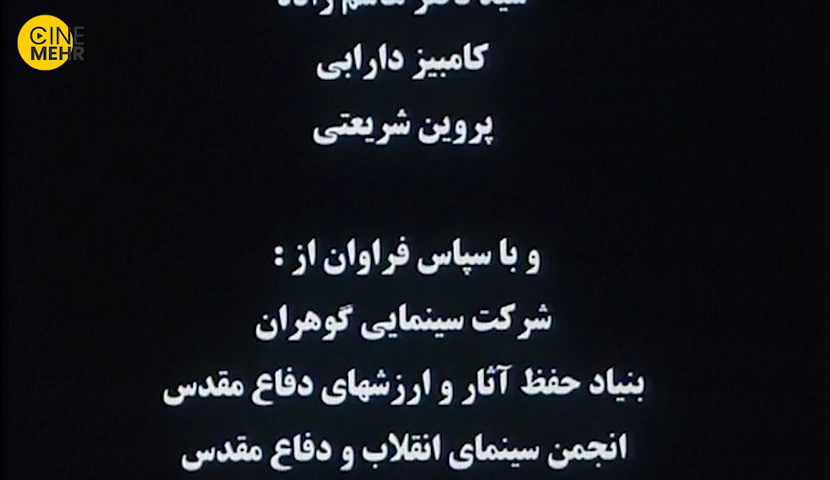 CINE
MEHR
کامبیز دارابی
پروین شریعتی
و با سپاس فراوان از :
شرکت سینمایی گوهران
بنیاد حفظ آثار و ارزشهای دفاع مقدس
انجمن سینمای انقلاب و دفاع مقدس